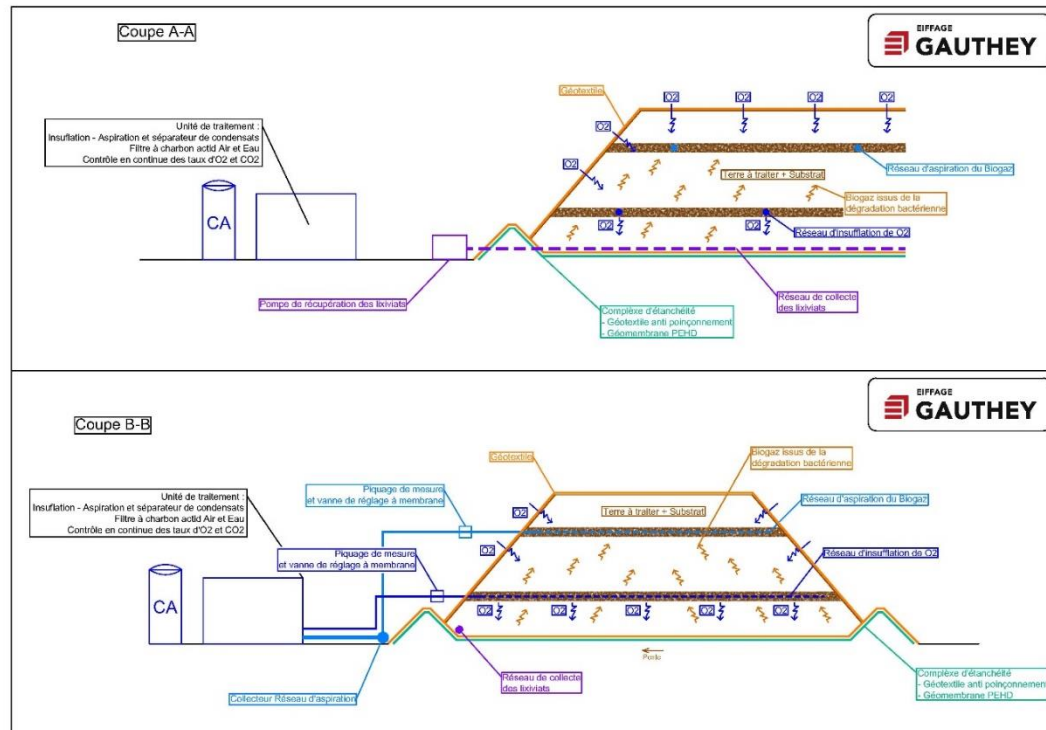 Coupe A-A
EIFFAGE
GAUTHEY
Unité de traitement :
Insuflation - Aspiration et séparateur de condensats
Filtre à charbon actid Air et Eau
Contrôle en continue des taux d'O2 et CO2
CA
Géotextile
O2
O2
O2
O2
O2
O2
Réseau d'aspiration du Biogaz
Terre à traiter + Substrat
Biogaz issus de la
dégradation bactérienne
O2
O2
Réseau d'insufflation de O2
Pompe de récupération des lixiviats
Réseau de collecte
des lixiviats
Complèxe d'étanchéité
- Géotextile anti poinçonnement
- Géomembrane PEHD
Coupe B-B
EIFFAGE
GAUTHEY
Unité de traitement :
Insuflation - Aspiration et séparateur de condensats
Filtre à charbon actid Air et Eau
Contrôle en continue des taux d'O2 et CO2
CA
Géotextile
Biogaz issus de la
dégradation bactérienne
Piquage de mesure
et vanne de réglage à membrane
O2
Terre à traiter + Substrat
O2
Réseau d'aspiration du Biogaz
O2
O2
Réseau d'insufflation de O2
Piquage de mesure
et vanne de réglage à membrane
O2
O2
O2
O2
O2
Pente
Réseau de collecte
des lixiviats
Collecteur Réseau d'aspiration
Complèxe d'étanchéité
- Géotextile anti poinçonnement
- Géomembrane PEHD